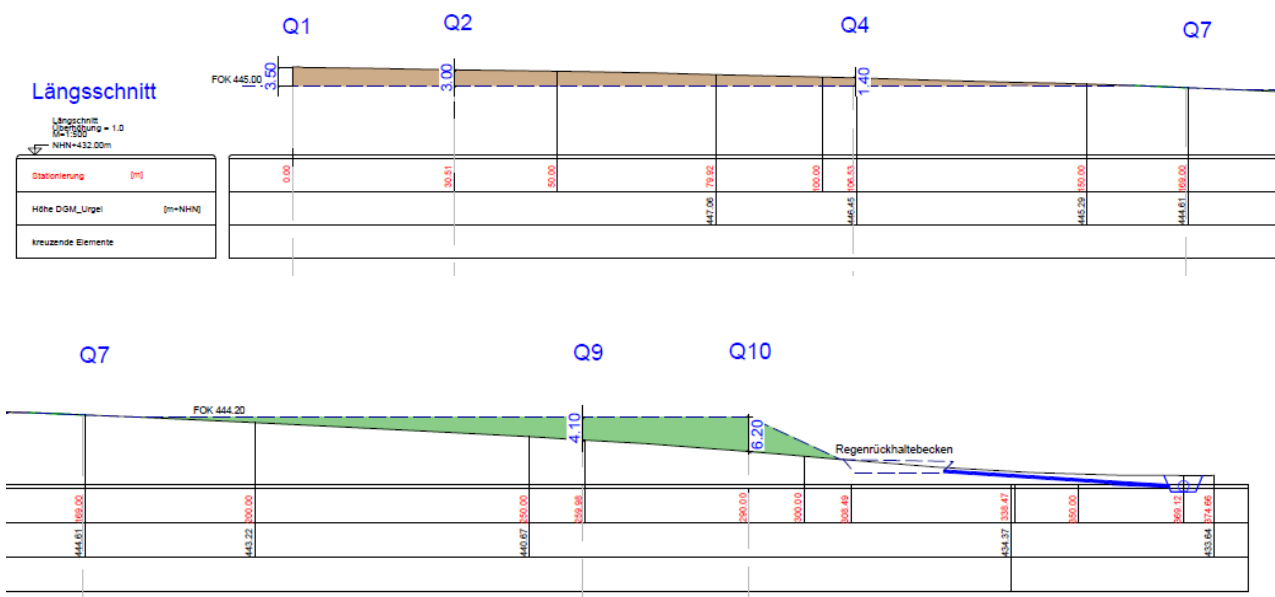 Q1
Q2
Q4
Q7
FOK 445.00
3.50
3.00
1.40
Längsschnitt
Längschnitt
Überhöhung = 1.0
M=1:500
NHN+432.00m
Stationierung [m]
0.00
30.51
50.00
79.92
100.00
106.53
150.00
169.00
Höhe DGM_Urgel [m+NHN]
447.06
446.45
445.29
444.61
kreuzende Elemente
Q7
Q9
Q10
FOK 444.20
4.10
6.20
Regenrückhaltebecken
169.00
200.00
250.00
259.98
290.00
300.00
308.49
338.47
350.00
369.12
374.66
444.61
443.22
440.67
434.37
433.64